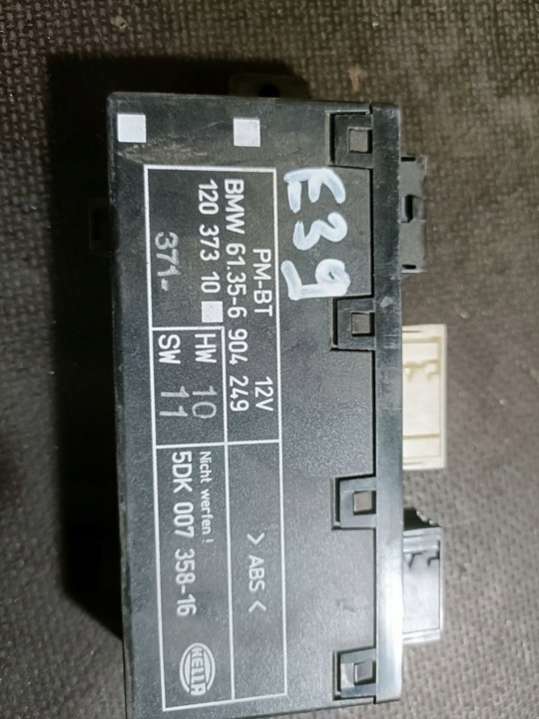 E39
PM-BT 12V
BMW 61.35-6 904 249
120 373 10
371-
HW 10
SW 11
> ABS <
Nicht werfen!
5DK 007 358-16
HELLA